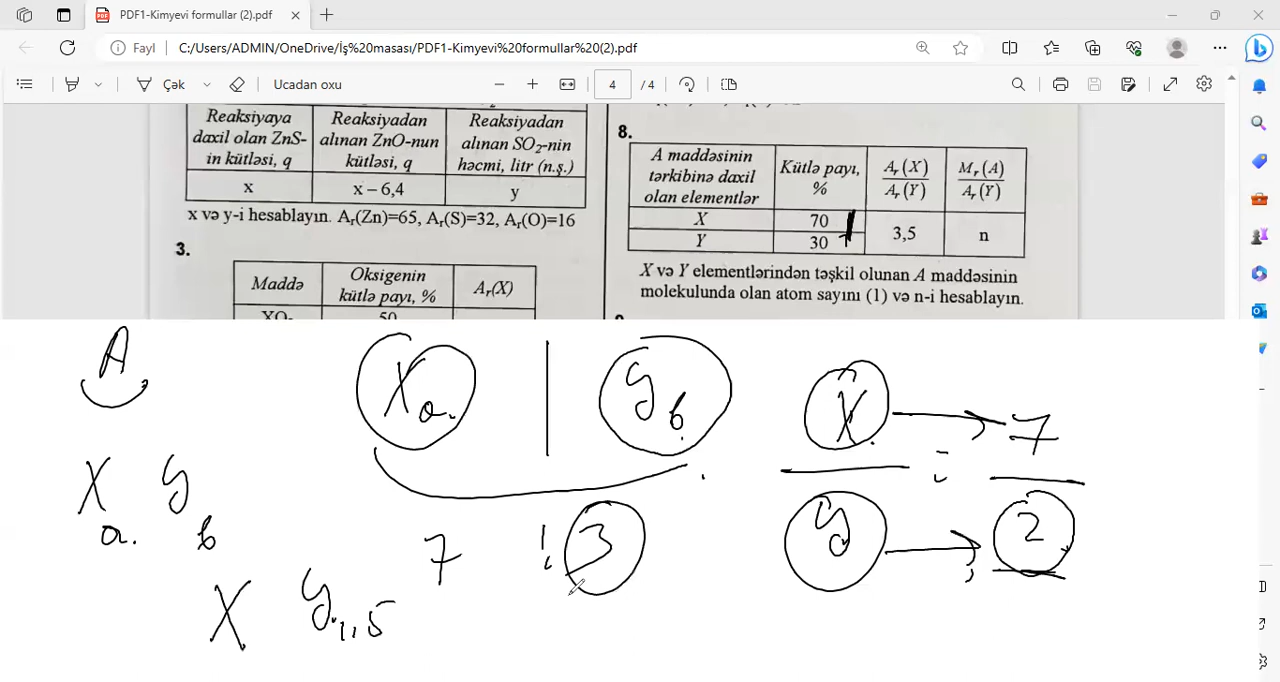 PDF1-Kimyevi formullar (2).pdf
Fayl
C:/Users/ADMIN/OneDrive/İş%20masası/PDF1-Kimyevi%20formullar%20(2).pdf
Çək
Ucadan oxu
4
/ 4
Reaksiyaya daxil olan ZnS-in kütləsi, q
Reaksiyadan alınan ZnO-nun kütləsi, q
Reaksiyadan alınan SO₂-nin həcmi, litr (n.ş.)
x
x – 6,4
y
x və y-i hesablayın. Aᵣ(Zn)=65, Aᵣ(S)=32, Aᵣ(O)=16
3.
Maddə
Oksigenin kütlə payı, %
Aᵣ(X)
50
8.
A maddəsinin tərkibinə daxil olan elementlər
Kütlə payı, %
Aᵣ(X)
Aᵣ(Y)
Mᵣ(A)
Aᵣ(Y)
X
70
Y
30
3,5
n
X və Y elementlərindən təşkil olunan A maddəsinin
molekulunda olan atom sayını (1) və n-i hesablayın.
A
Xa
yb
X
7
X y
a b
7 : 3
y
2
X y1,5